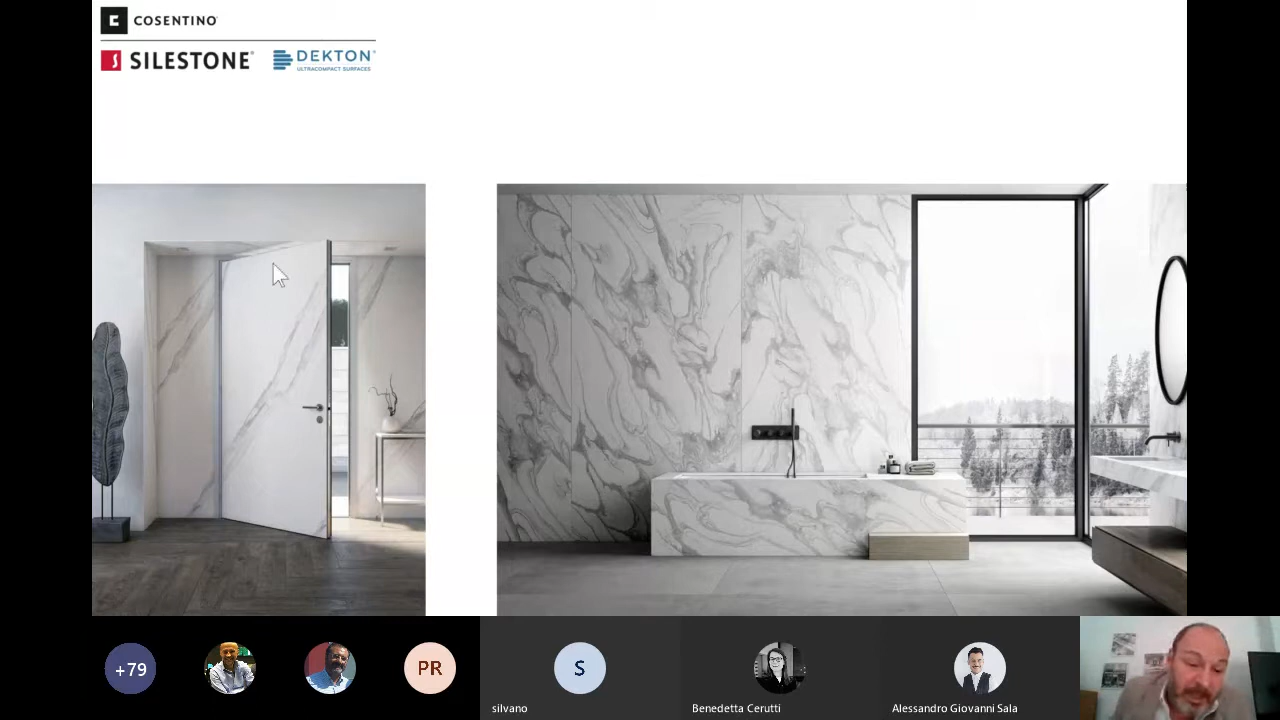 COSENTINO®
SILESTONE® DEKTON®
ULTRACOMPACT SURFACES
+79
PR
S
silvano
Benedetta Cerutti
Alessandro Giovanni Sala